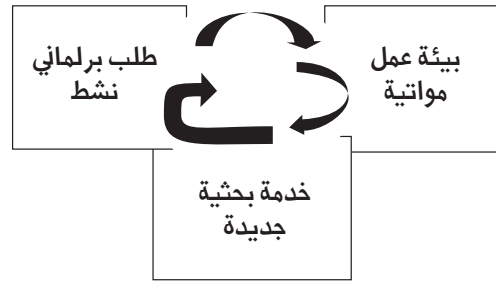 بيئة عمل
مواتية
طلب برلماني
نشط
خدمة بحثية
جديدة